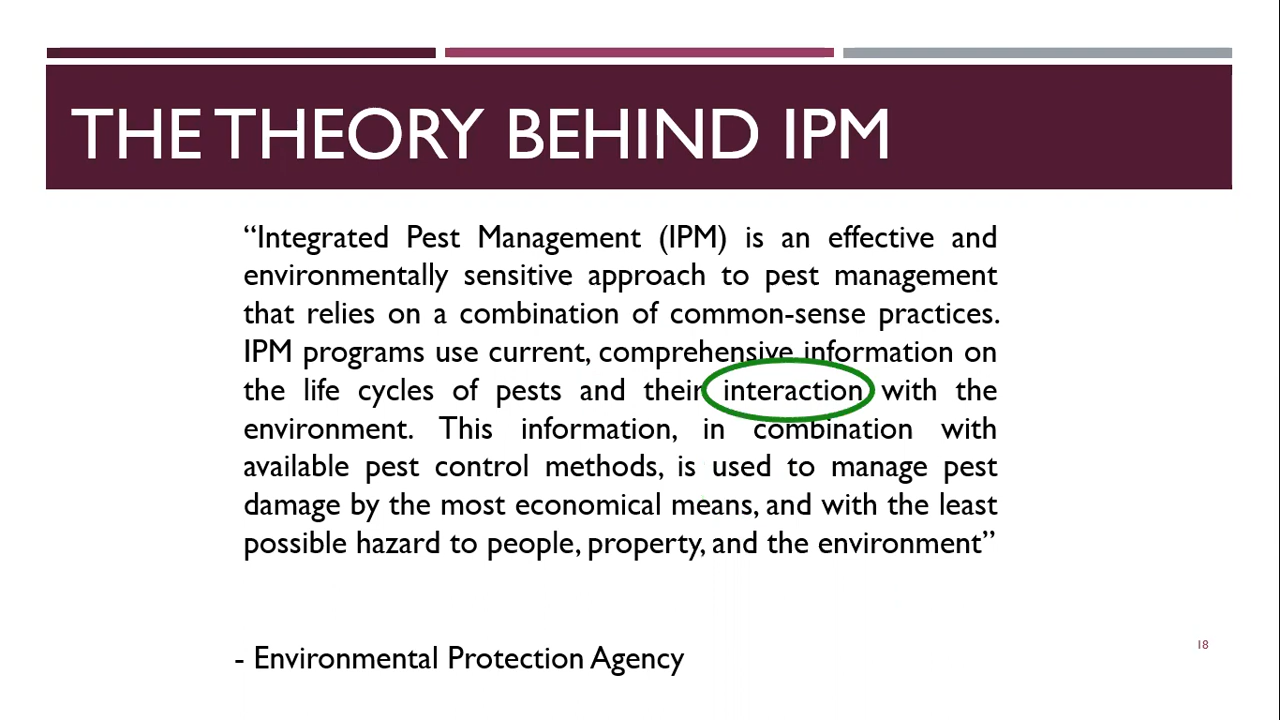 THE THEORY BEHIND IPM
“Integrated Pest Management (IPM) is an effective and
environmentally sensitive approach to pest management
that relies on a combination of common-sense practices.
IPM programs use current, comprehensive information on
the life cycles of pests and their interaction with the
environment. This information, in combination with
available pest control methods, is used to manage pest
damage by the most economical means, and with the least
possible hazard to people, property, and the environment”
18
- Environmental Protection Agency